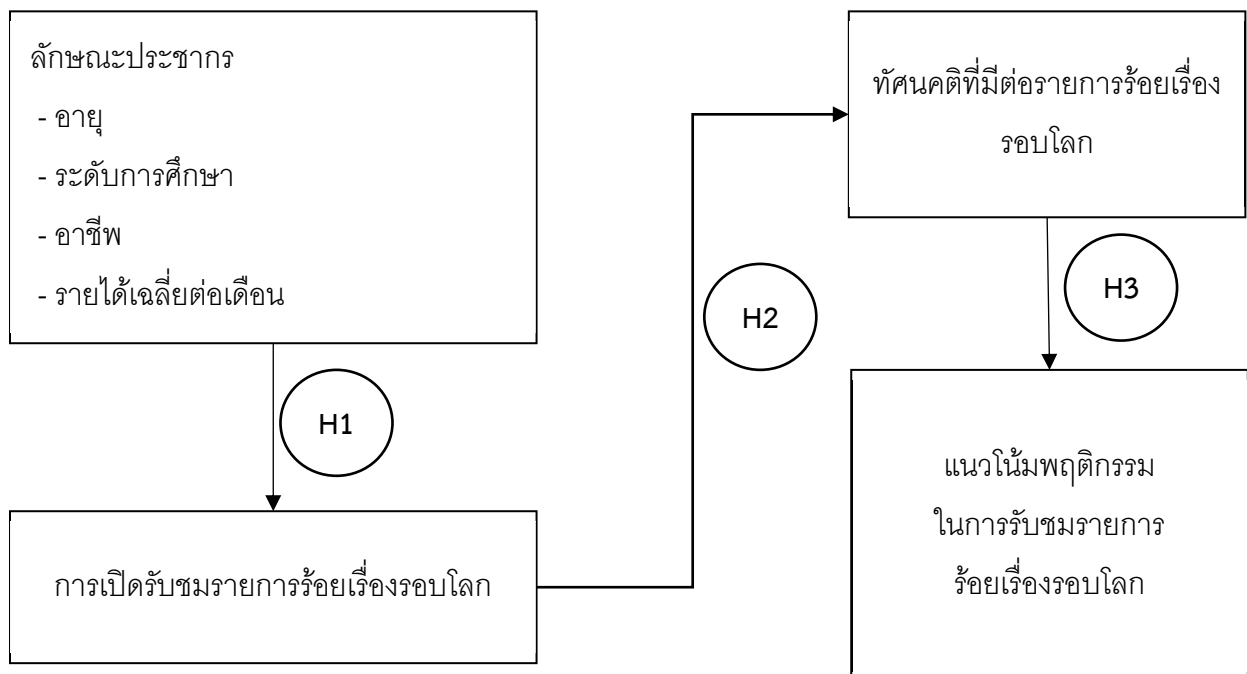 ลักษณะประชากร
- อายุ
- ระดับการศึกษา
- อาชีพ
- รายได้เฉลี่ยต่อเดือน
H1
การเปิดรับชมรายการร้อยเรื่องรอบโลก
H2
ทัศนคติที่มีต่อรายการร้อยเรื่อง
รอบโลก
H3
แนวโน้มพฤติกรรม
ในการรับชมรายการ
ร้อยเรื่องรอบโลก